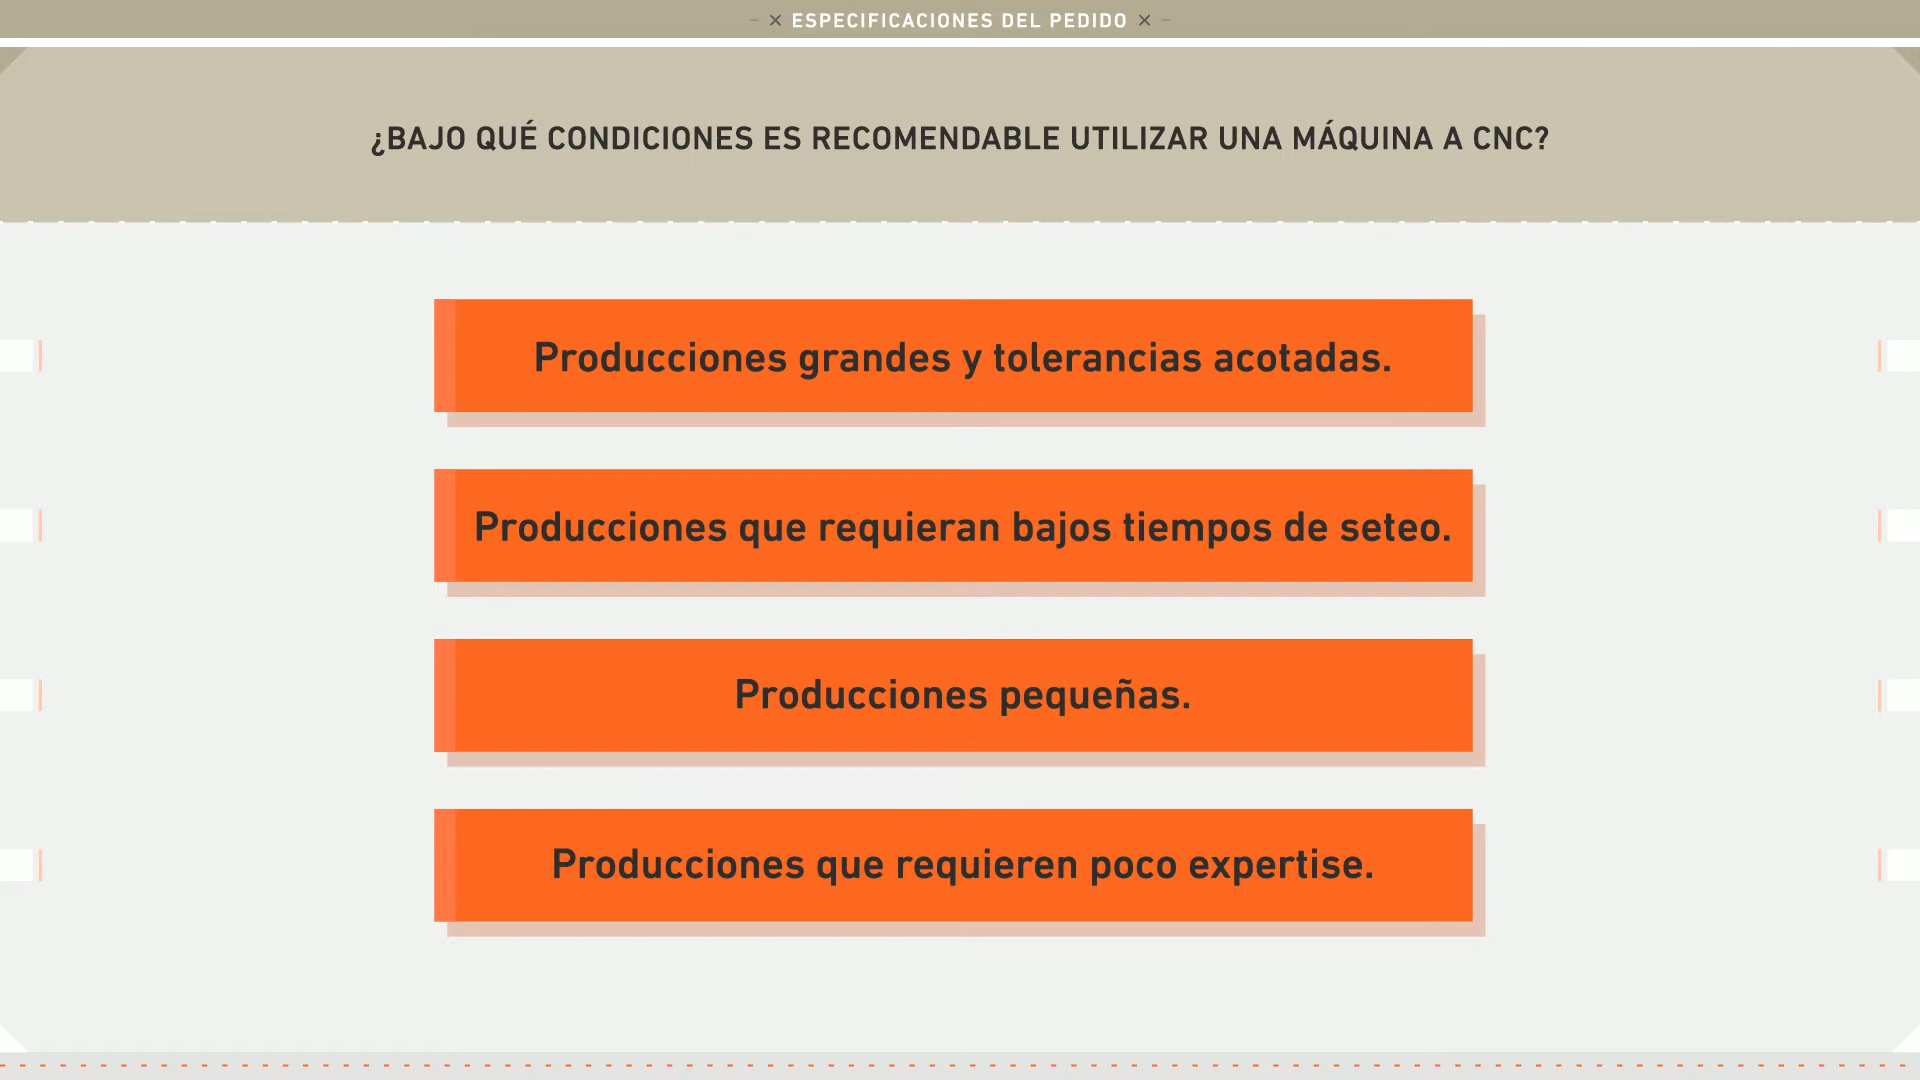 ESPECIFICACIONES DEL PEDIDO
¿BAJO QUÉ CONDICIONES ES RECOMENDABLE UTILIZAR UNA MÁQUINA A CNC?
Producciones grandes y tolerancias acotadas.
Producciones que requieran bajos tiempos de seteo.
Producciones pequeñas.
Producciones que requieren poco expertise.